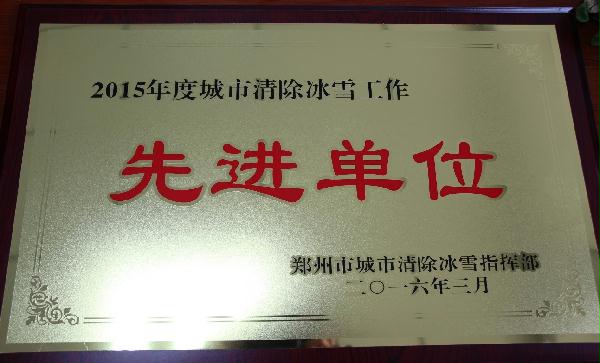 2015年度城市清除冰雪工作
先进单位
郑州市城市清除冰雪指挥部
二〇一六年三月